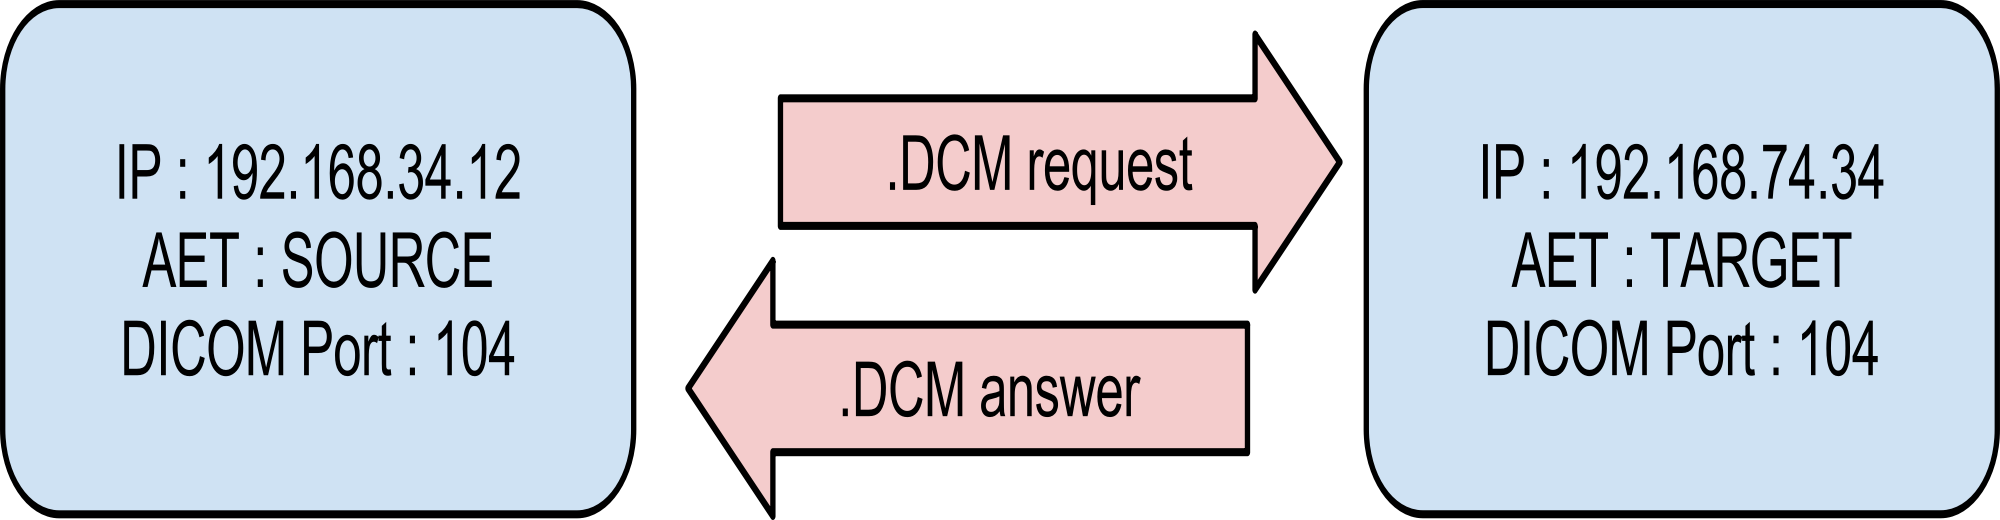 IP : 192.168.34.12
AET : SOURCE
DICOM Port : 104
.DCM request
.DCM answer
IP : 192.168.74.34
AET : TARGET
DICOM Port : 104